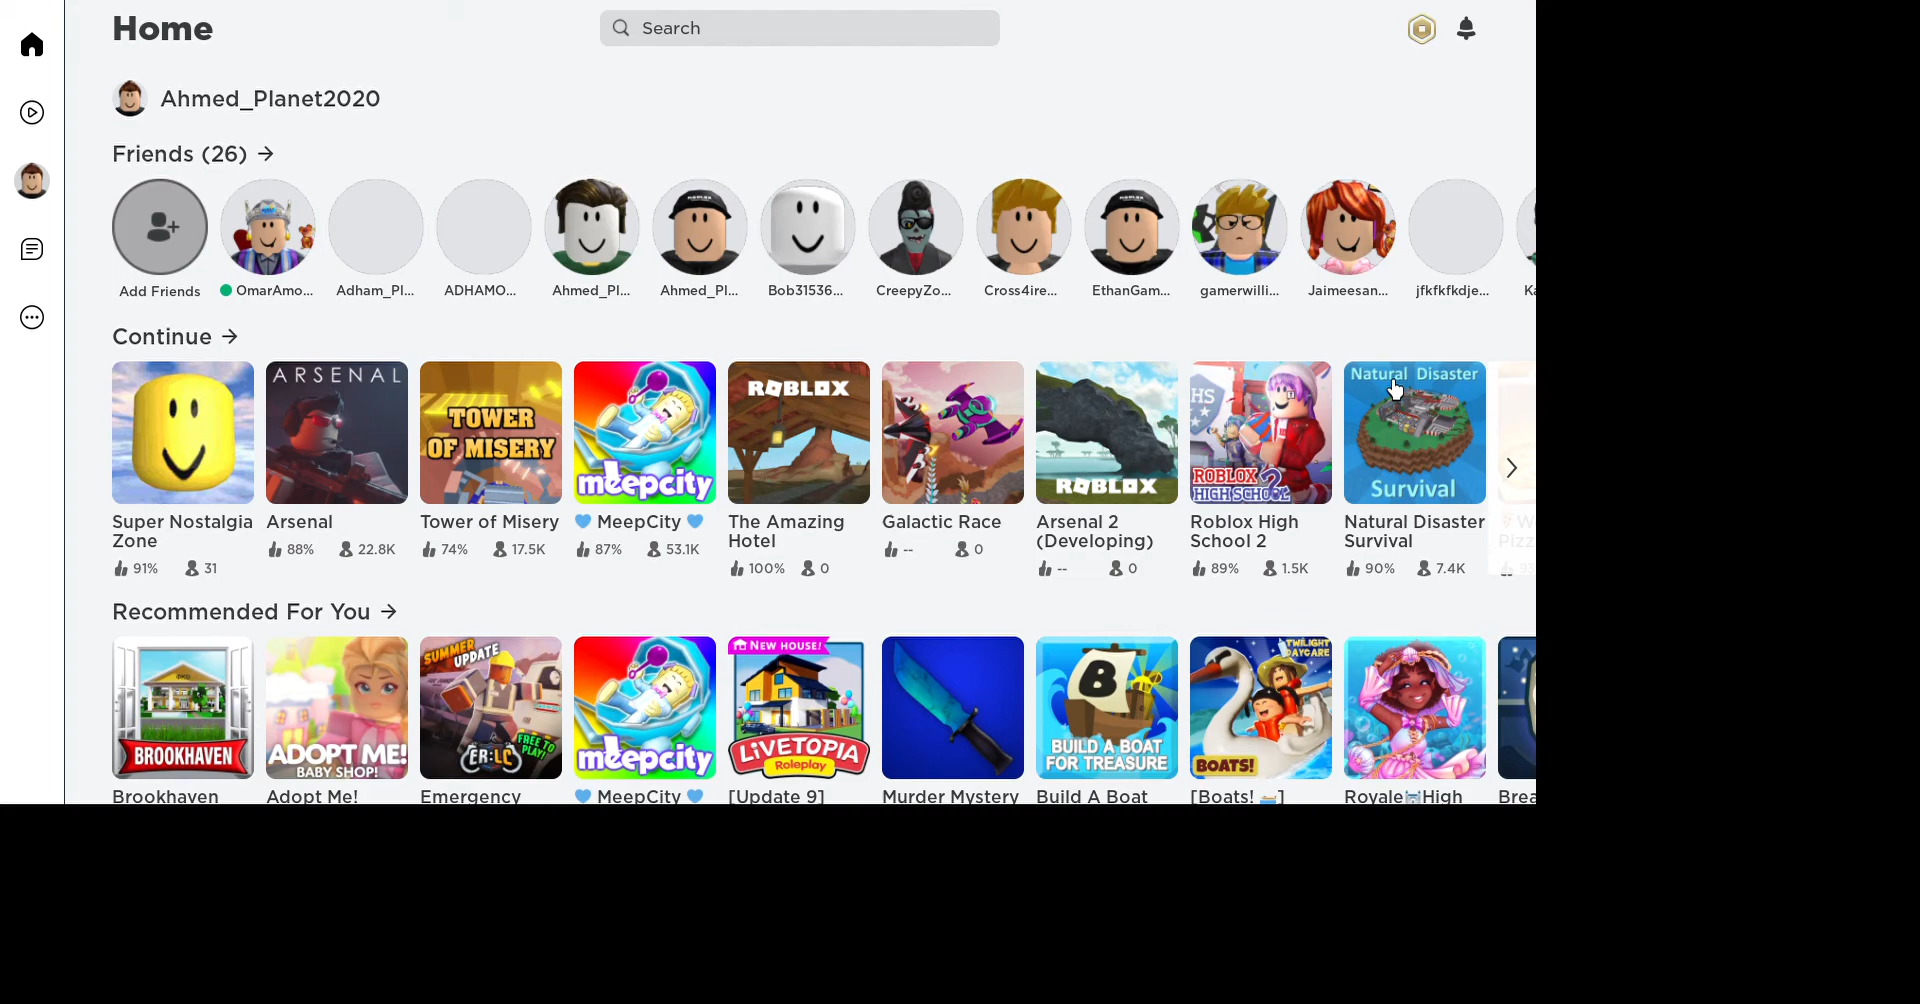 Home
Search
Ahmed_Planet2020
Friends (26)
Add Friends
OmarAmo...
Adham_Pl...
ADHAMO...
Ahmed_Pl...
Ahmed_Pl...
Bob31536...
CreepyZo...
Cross4ire...
EthanGam...
gamerwilli...
Jaimeesan...
jfkfkfkdje...
Continue
ARSENAL
TOWER
OF MISERY
meepcity
ROBLOX
ROBLOX
HS
ROBLOX
HIGH SCHOOL
2
Natural Disaster
Survival
Super Nostalgia
Zone
91% 31
Arsenal
88% 22.8K
Tower of Misery
74% 17.5K
💙 MeepCity 💙
87% 53.1K
The Amazing
Hotel
100% 0
Galactic Race
-- 0
Arsenal 2
(Developing)
-- 0
Roblox High
School 2
89% 1.5K
Natural Disaster
Survival
90% 7.4K
Recommended For You
BROOKHAVEN
ADOPT ME!
BABY SHOP!
SUMMER
UPDATE
FREE TO
PLAY!
ER:LC
meepcity
NEW HOUSE!
LIVETOPIA
Roleplay
B
BUILD A BOAT
FOR TREASURE
TWILIGHT
DAYCARE
BOATS!
Brookhaven
Adopt Me!
Emergency
💙 MeepCity 💙
[Update 9]
Murder Mystery
Build A Boat
[Boats! 🚤]
Royale🏰High